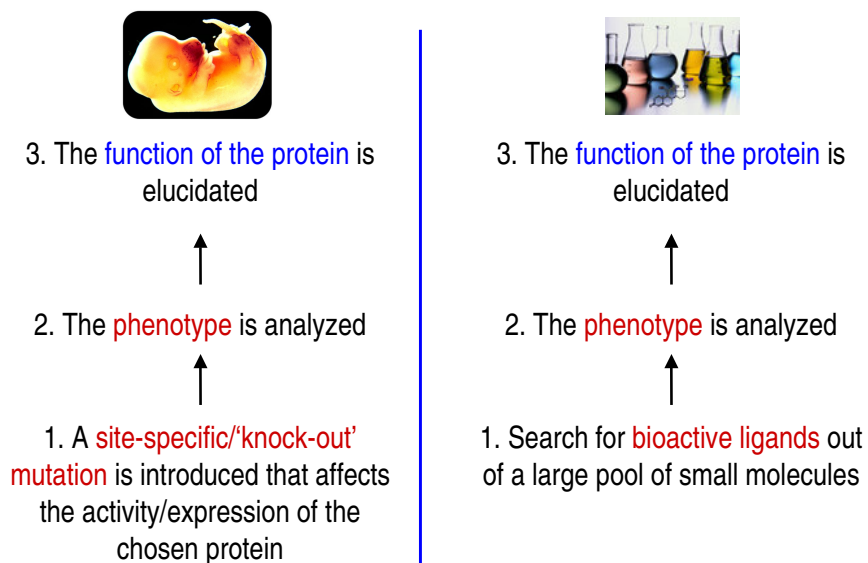 3. The function of the protein is
elucidated
2. The phenotype is analyzed
1. A site-specific/‘knock-out’
mutation is introduced that affects
the activity/expression of the
chosen protein
3. The function of the protein is
elucidated
2. The phenotype is analyzed
1. Search for bioactive ligands out
of a large pool of small molecules